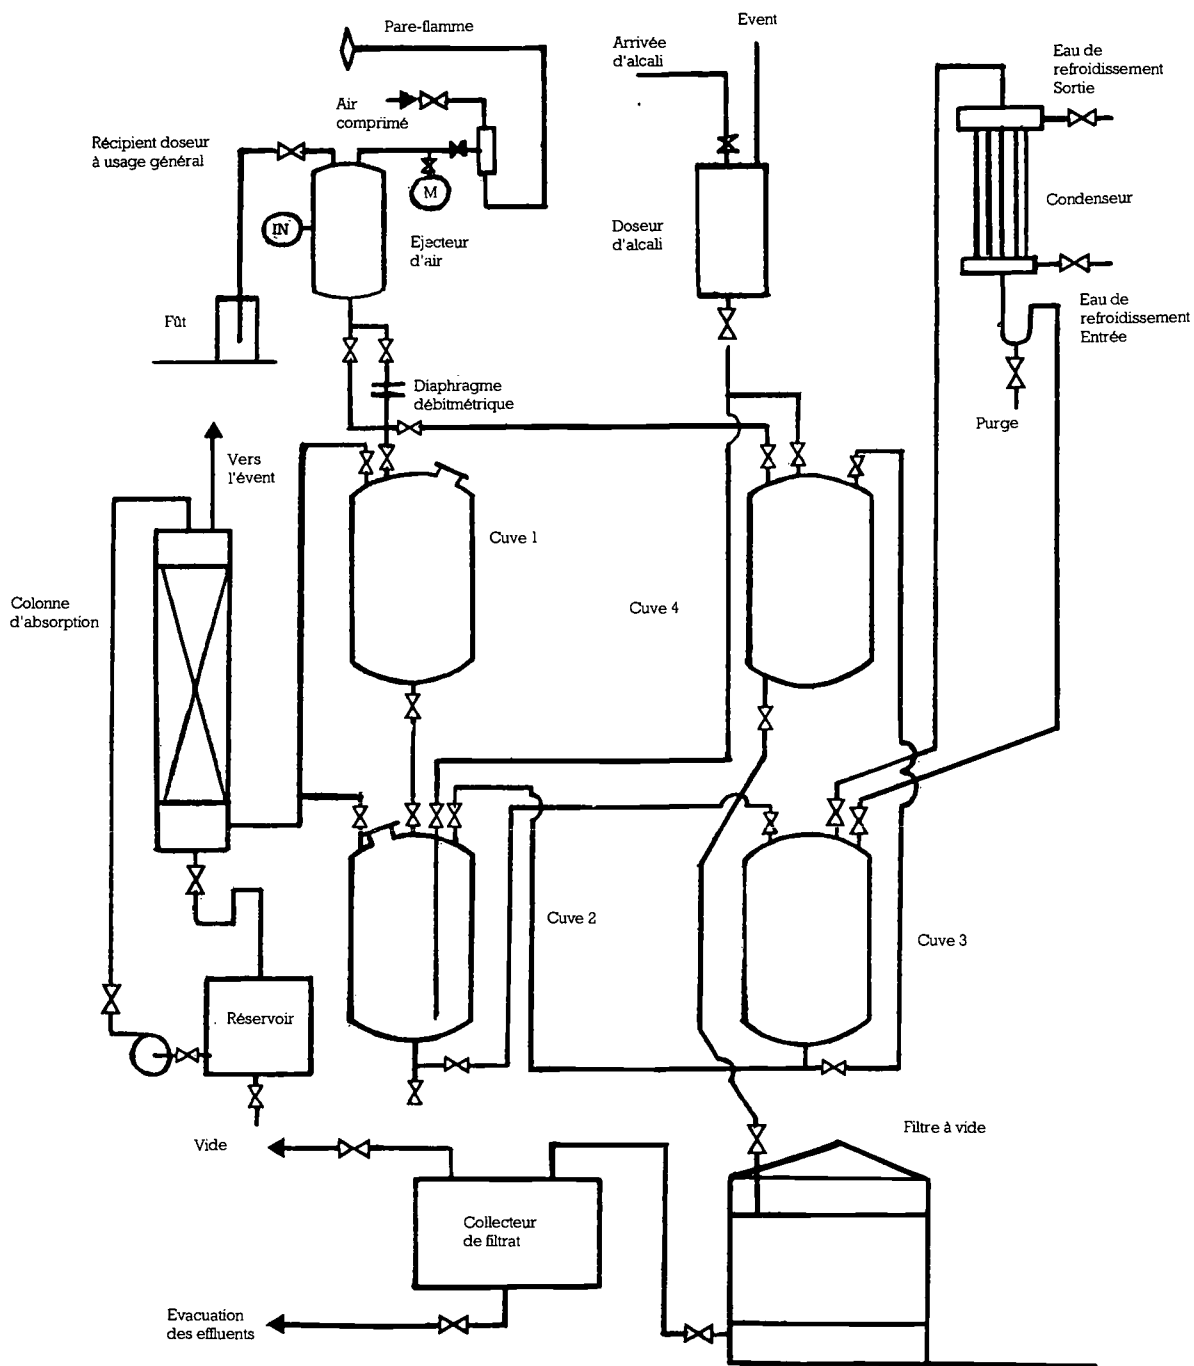 Pare-flamme
Event
Arrivée
d'alcali
Eau de
refroidissement
Sortie
Air
comprimé
Récipient doseur
à usage général
M
IN
Ejecteur
d'air
Doseur
d'alcali
Condenseur
Fût
Eau de
refroidissement
Entrée
Diaphragme
débitmétrique
Purge
Vers
l'évent
Cuve 1
Colonne
d'absorption
Cuve 4
Cuve 2
Cuve 3
Réservoir
Vide
Filtre à vide
Collecteur
de filtrat
Evacuation
des effluents